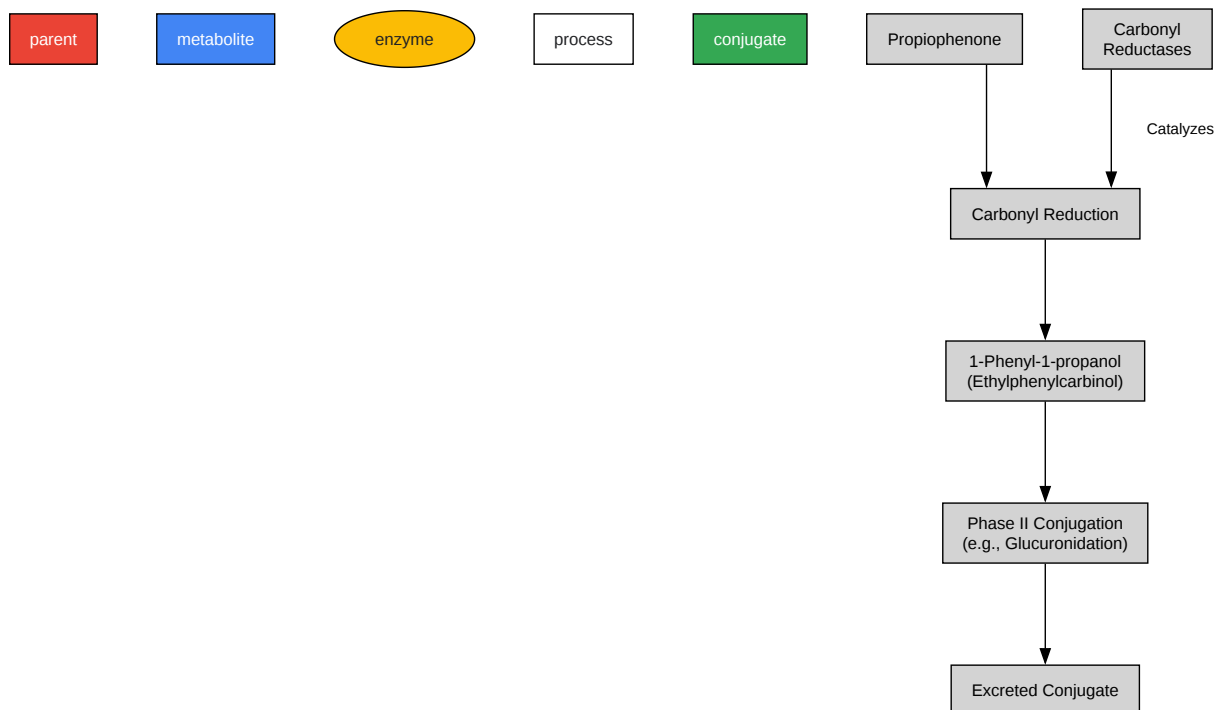 parent
metabolite
enzyme
process
conjugate
Propiophenone
Carbonyl
Reductases
Catalyzes
Carbonyl Reduction
1-Phenyl-1-propanol
(Ethylphenylcarbinol)
Phase II Conjugation
(e.g., Glucuronidation)
Excreted Conjugate